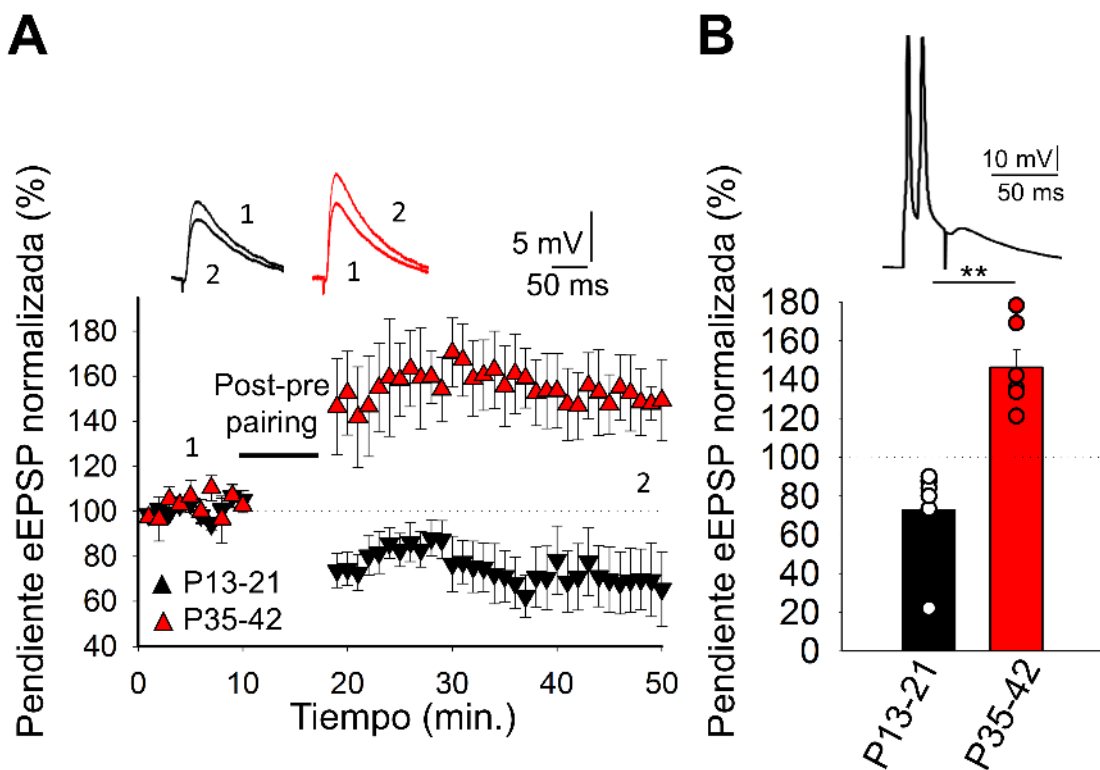 A
Pendiente eEPSP normalizada (%)
1
2
2
1
5 mV
50 ms
180
160
140
120
100
80
60
40
Post-pre
pairing
1
2
P13-21
P35-42
0
10
20
30
40
50
Tiempo (min.)
B
Pendiente eEPSP normalizada (%)
10 mV
50 ms
**
180
160
140
120
100
80
60
40
20
0
P13-21
P35-42